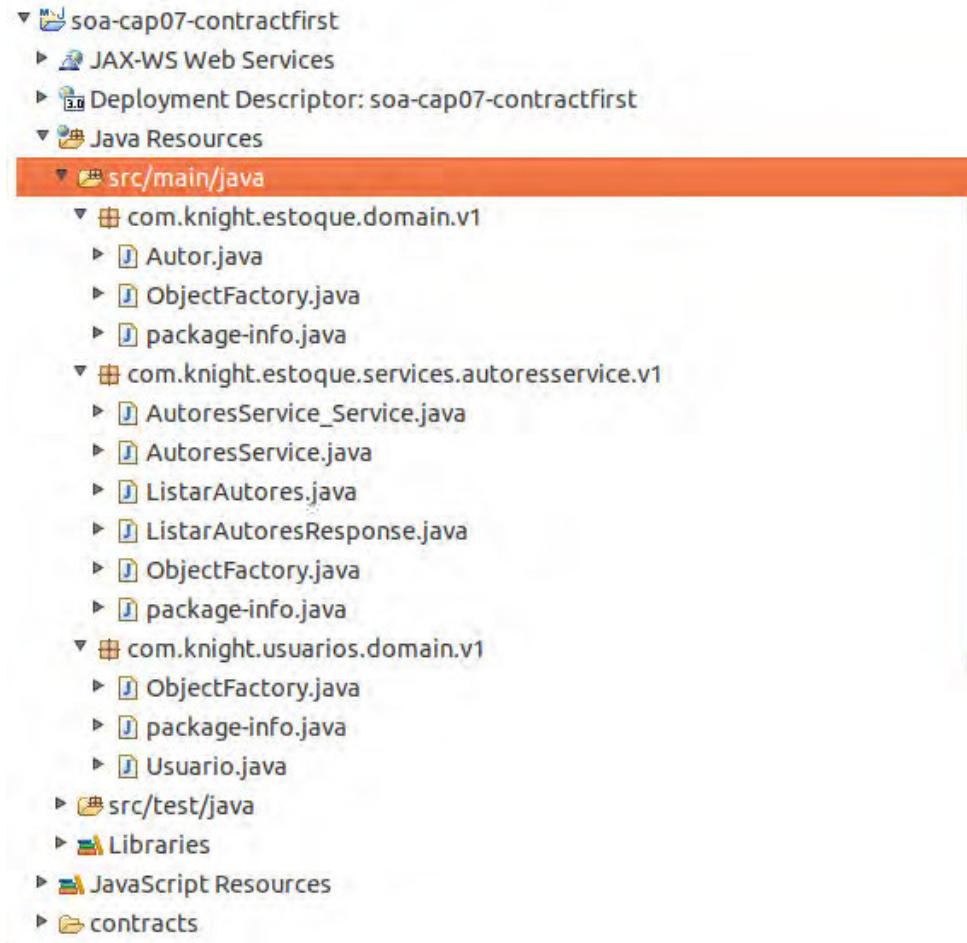 soa-cap07-contractfirst
JAX-WS Web Services
Deployment Descriptor: soa-cap07-contractfirst
Java Resources
src/main/java
com.knight.estoque.domain.v1
Autor.java
ObjectFactory.java
package-info.java
com.knight.estoque.services.autoresservice.v1
AutoresService_Service.java
AutoresService.java
ListarAutores.java
ListarAutoresResponse.java
ObjectFactory.java
package-info.java
com.knight.usuarios.domain.v1
ObjectFactory.java
package-info.java
Usuario.java
src/test/java
Libraries
JavaScript Resources
contracts